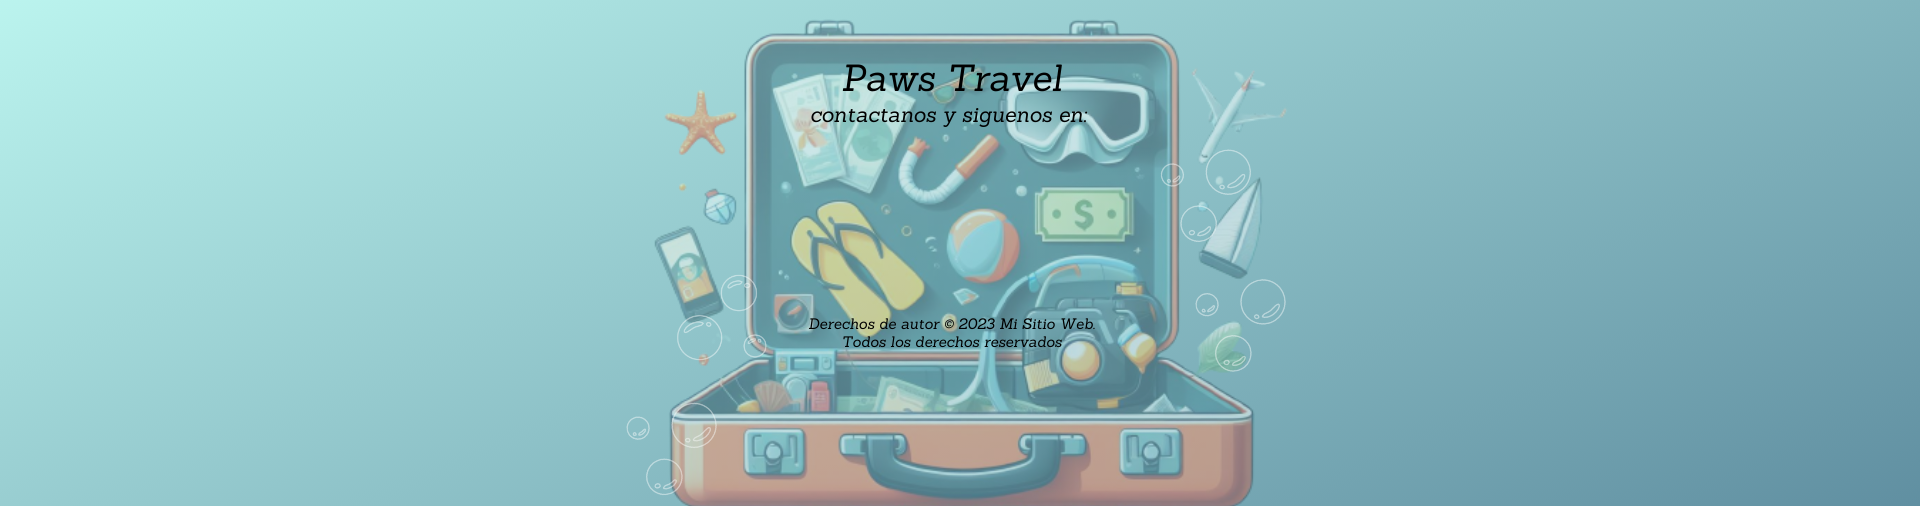 Paws Travel
contactanos y siguenos en:
$
Derechos de autor © 2023 Mi Sitio Web.
Todos los derechos reservados